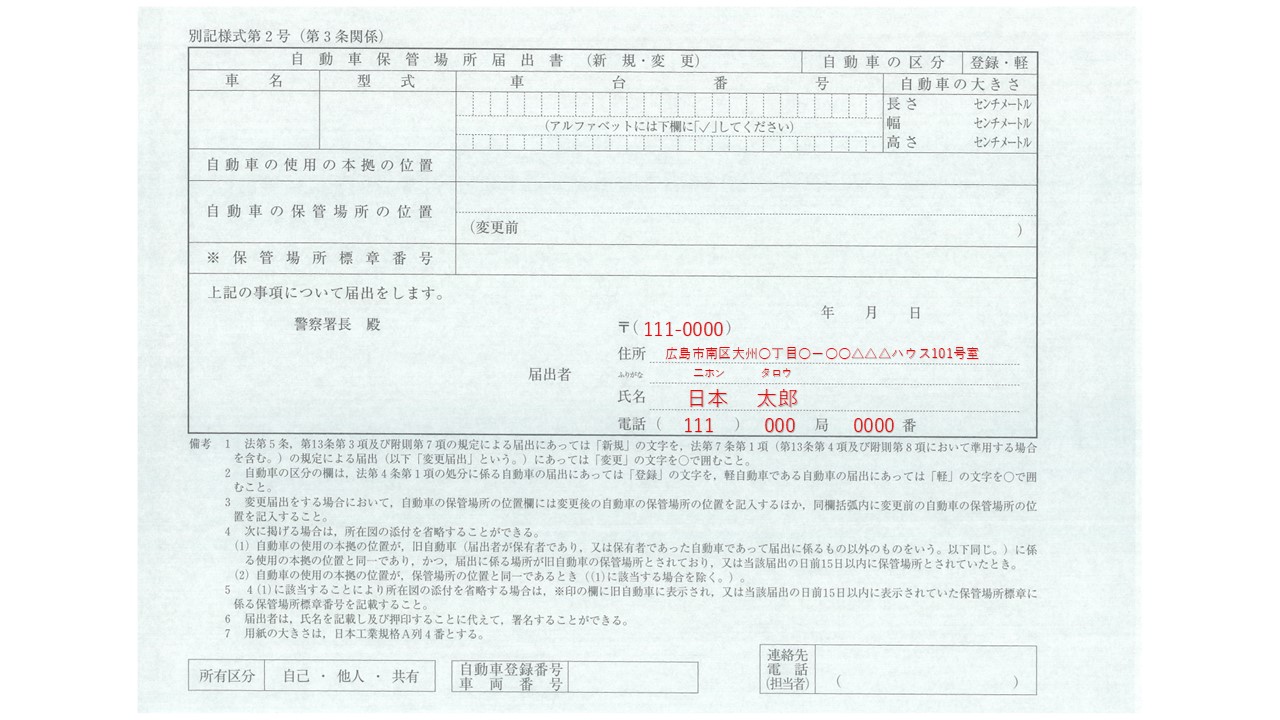 別記様式第２号（第３条関係）
自動車保管場所届出書（新規・変更） 自動車の区分 登録・軽
車名 型式 車台番号 自動車の大きさ
長さ センチメートル
（アルファベットには下欄に「✓」してください）
幅 センチメートル
高さ センチメートル
自動車の使用の本拠の位置
自動車の保管場所の位置
（変更前 ）
※保管場所標章番号
上記の事項について届出をします。
年 月 日
警察署長 殿
〒（111-0000）
住所 広島市南区大州〇丁目〇ー〇〇△△△ハウス101号室
届出者
ふりがな ニホン タロウ
氏名 日本 太郎
電話（ 111 ） 000 局 0000 番
備考 １ 法第５条，第13条第３項及び附則第７項の規定による届出にあっては「新規」の文字を，法第７条第１項（第13条第４項及び附則第８項において準用する場合
を含む。）の規定による届出（以下「変更届出」という。）にあっては「変更」の文字を〇で囲むこと。
２ 自動車の区分の欄は，法第４条第１項の処分に係る自動車の届出にあっては「登録」の文字を，軽自動車である自動車の届出にあっては「軽」の文字を〇で囲
むこと。
３ 変更届出をする場合において，自動車の保管場所の位置欄には変更後の自動車の保管場所の位置を記入するほか，同欄括弧内に変更前の自動車の保管場所の位
置を記入すること。
４ 次に掲げる場合は，所在図の添付を省略することができる。
(1) 自動車の使用の本拠の位置が，旧自動車（届出者が保有者であり，又は保有者であった自動車であって届出に係るもの以外のものをいう。以下同じ。）に係
る使用の本拠の位置と同一であり，かつ，届出に係る場所が旧自動車の保管場所とされており，又は当該届出の日前15日以内に保管場所とされていたとき。
(2) 自動車の使用の本拠の位置が，保管場所の位置と同一であるとき（(1)に該当する場合を除く。）。
５ ４(1)に該当することにより所在図の添付を省略する場合は，※印の欄に旧自動車に表示され，又は当該届出の日前15日以内に表示されていた保管場所標章に
係る保管場所標章番号を記載すること。
６ 届出者は，氏名を記載し及び押印することに代えて，署名することができる。
７ 用紙の大きさは，日本工業規格Ａ列４番とする。
所有区分 自己 ・ 他人 ・ 共有
自動車登録番号
車両番号
連絡先
電話
（担当者） （ ）